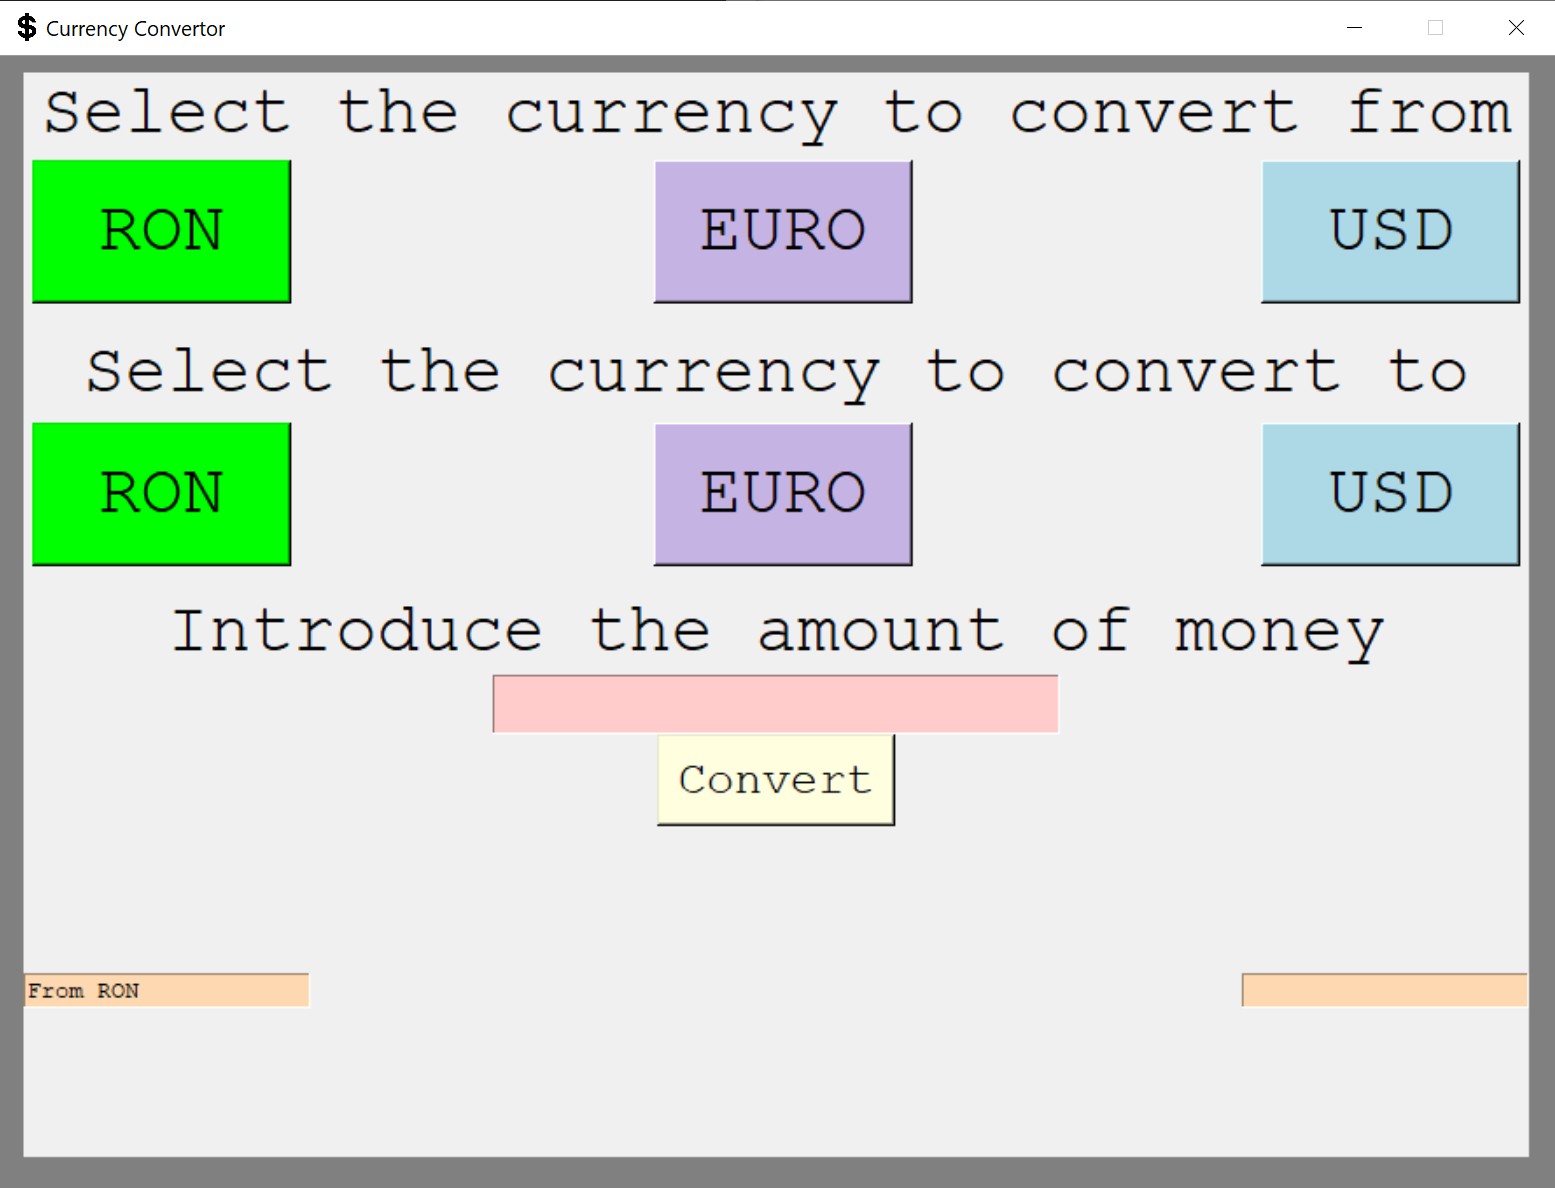 Currency Convertor
Select the currency to convert from
RON EURO USD
Select the currency to convert to
RON EURO USD
Introduce the amount of money
Convert
From RON